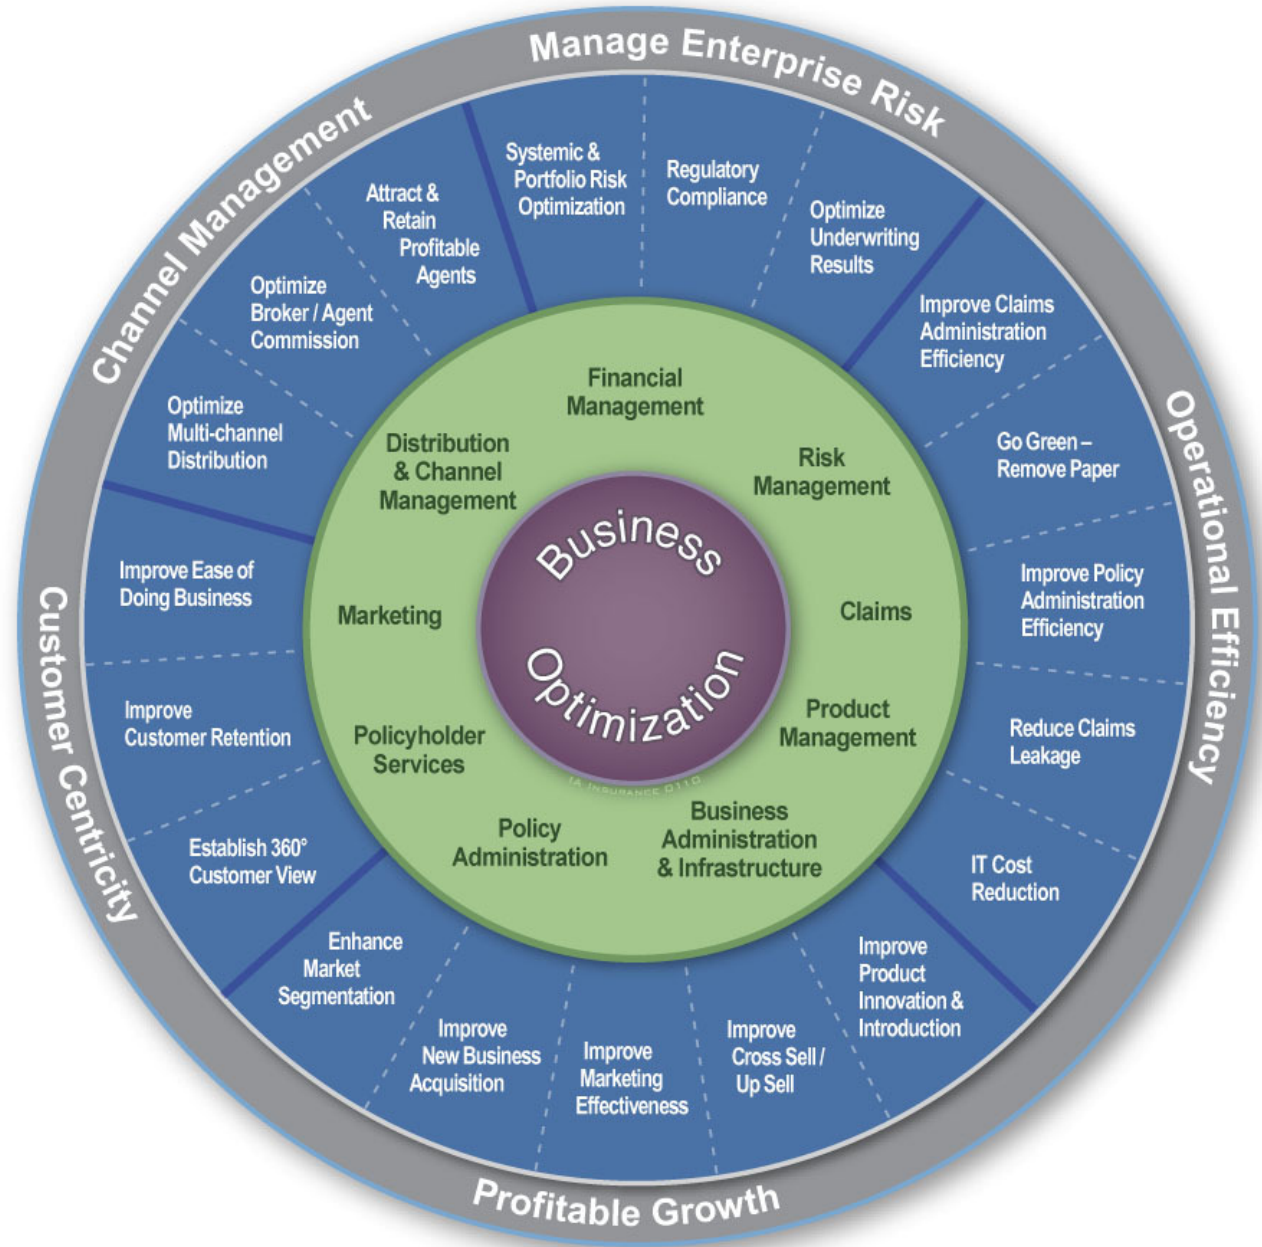 Manage Enterprise Risk
Systemic &
Portfolio Risk
Optimization
Regulatory
Compliance
Optimize
Underwriting
Results
Operational Efficiency
Improve Claims
Administration
Efficiency
Go Green –
Remove Paper
Improve Policy
Administration
Efficiency
Reduce Claims
Leakage
IT Cost
Reduction
Profitable Growth
Improve
Product
Innovation &
Introduction
Improve
Cross Sell /
Up Sell
Improve
Marketing
Effectiveness
Improve
New Business
Acquisition
Enhance
Market
Segmentation
Customer Centricity
Establish 360°
Customer View
Improve
Customer Retention
Improve Ease of
Doing Business
Channel Management
Optimize
Multi-channel
Distribution
Optimize
Broker / Agent
Commission
Attract &
Retain
Profitable
Agents
Financial
Management
Risk
Management
Claims
Product
Management
Business
Administration
& Infrastructure
Policy
Administration
Policyholder
Services
Marketing
Distribution
& Channel
Management
Business
Optimization
IA INSURANCE 0110